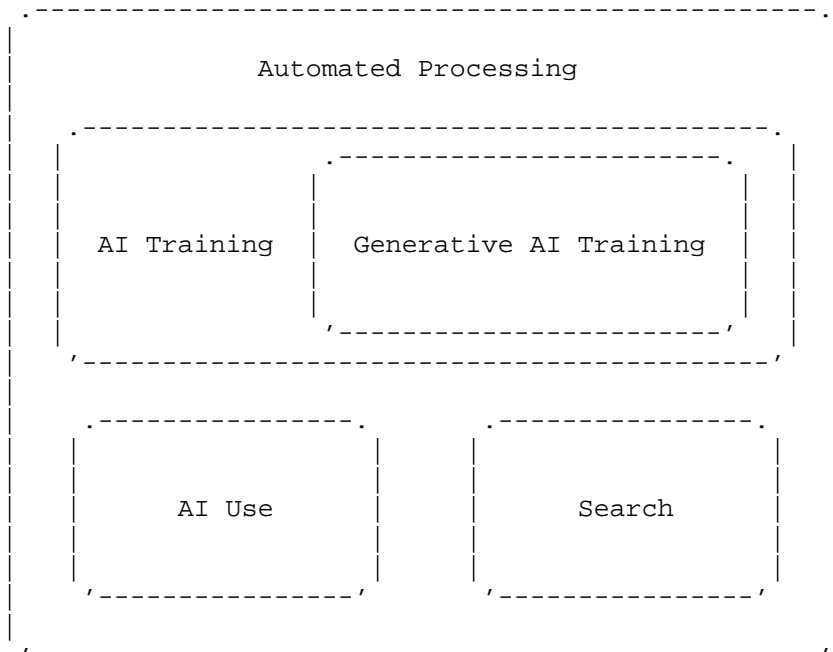 Automated Processing
AI Training
Generative AI Training
AI Use
Search